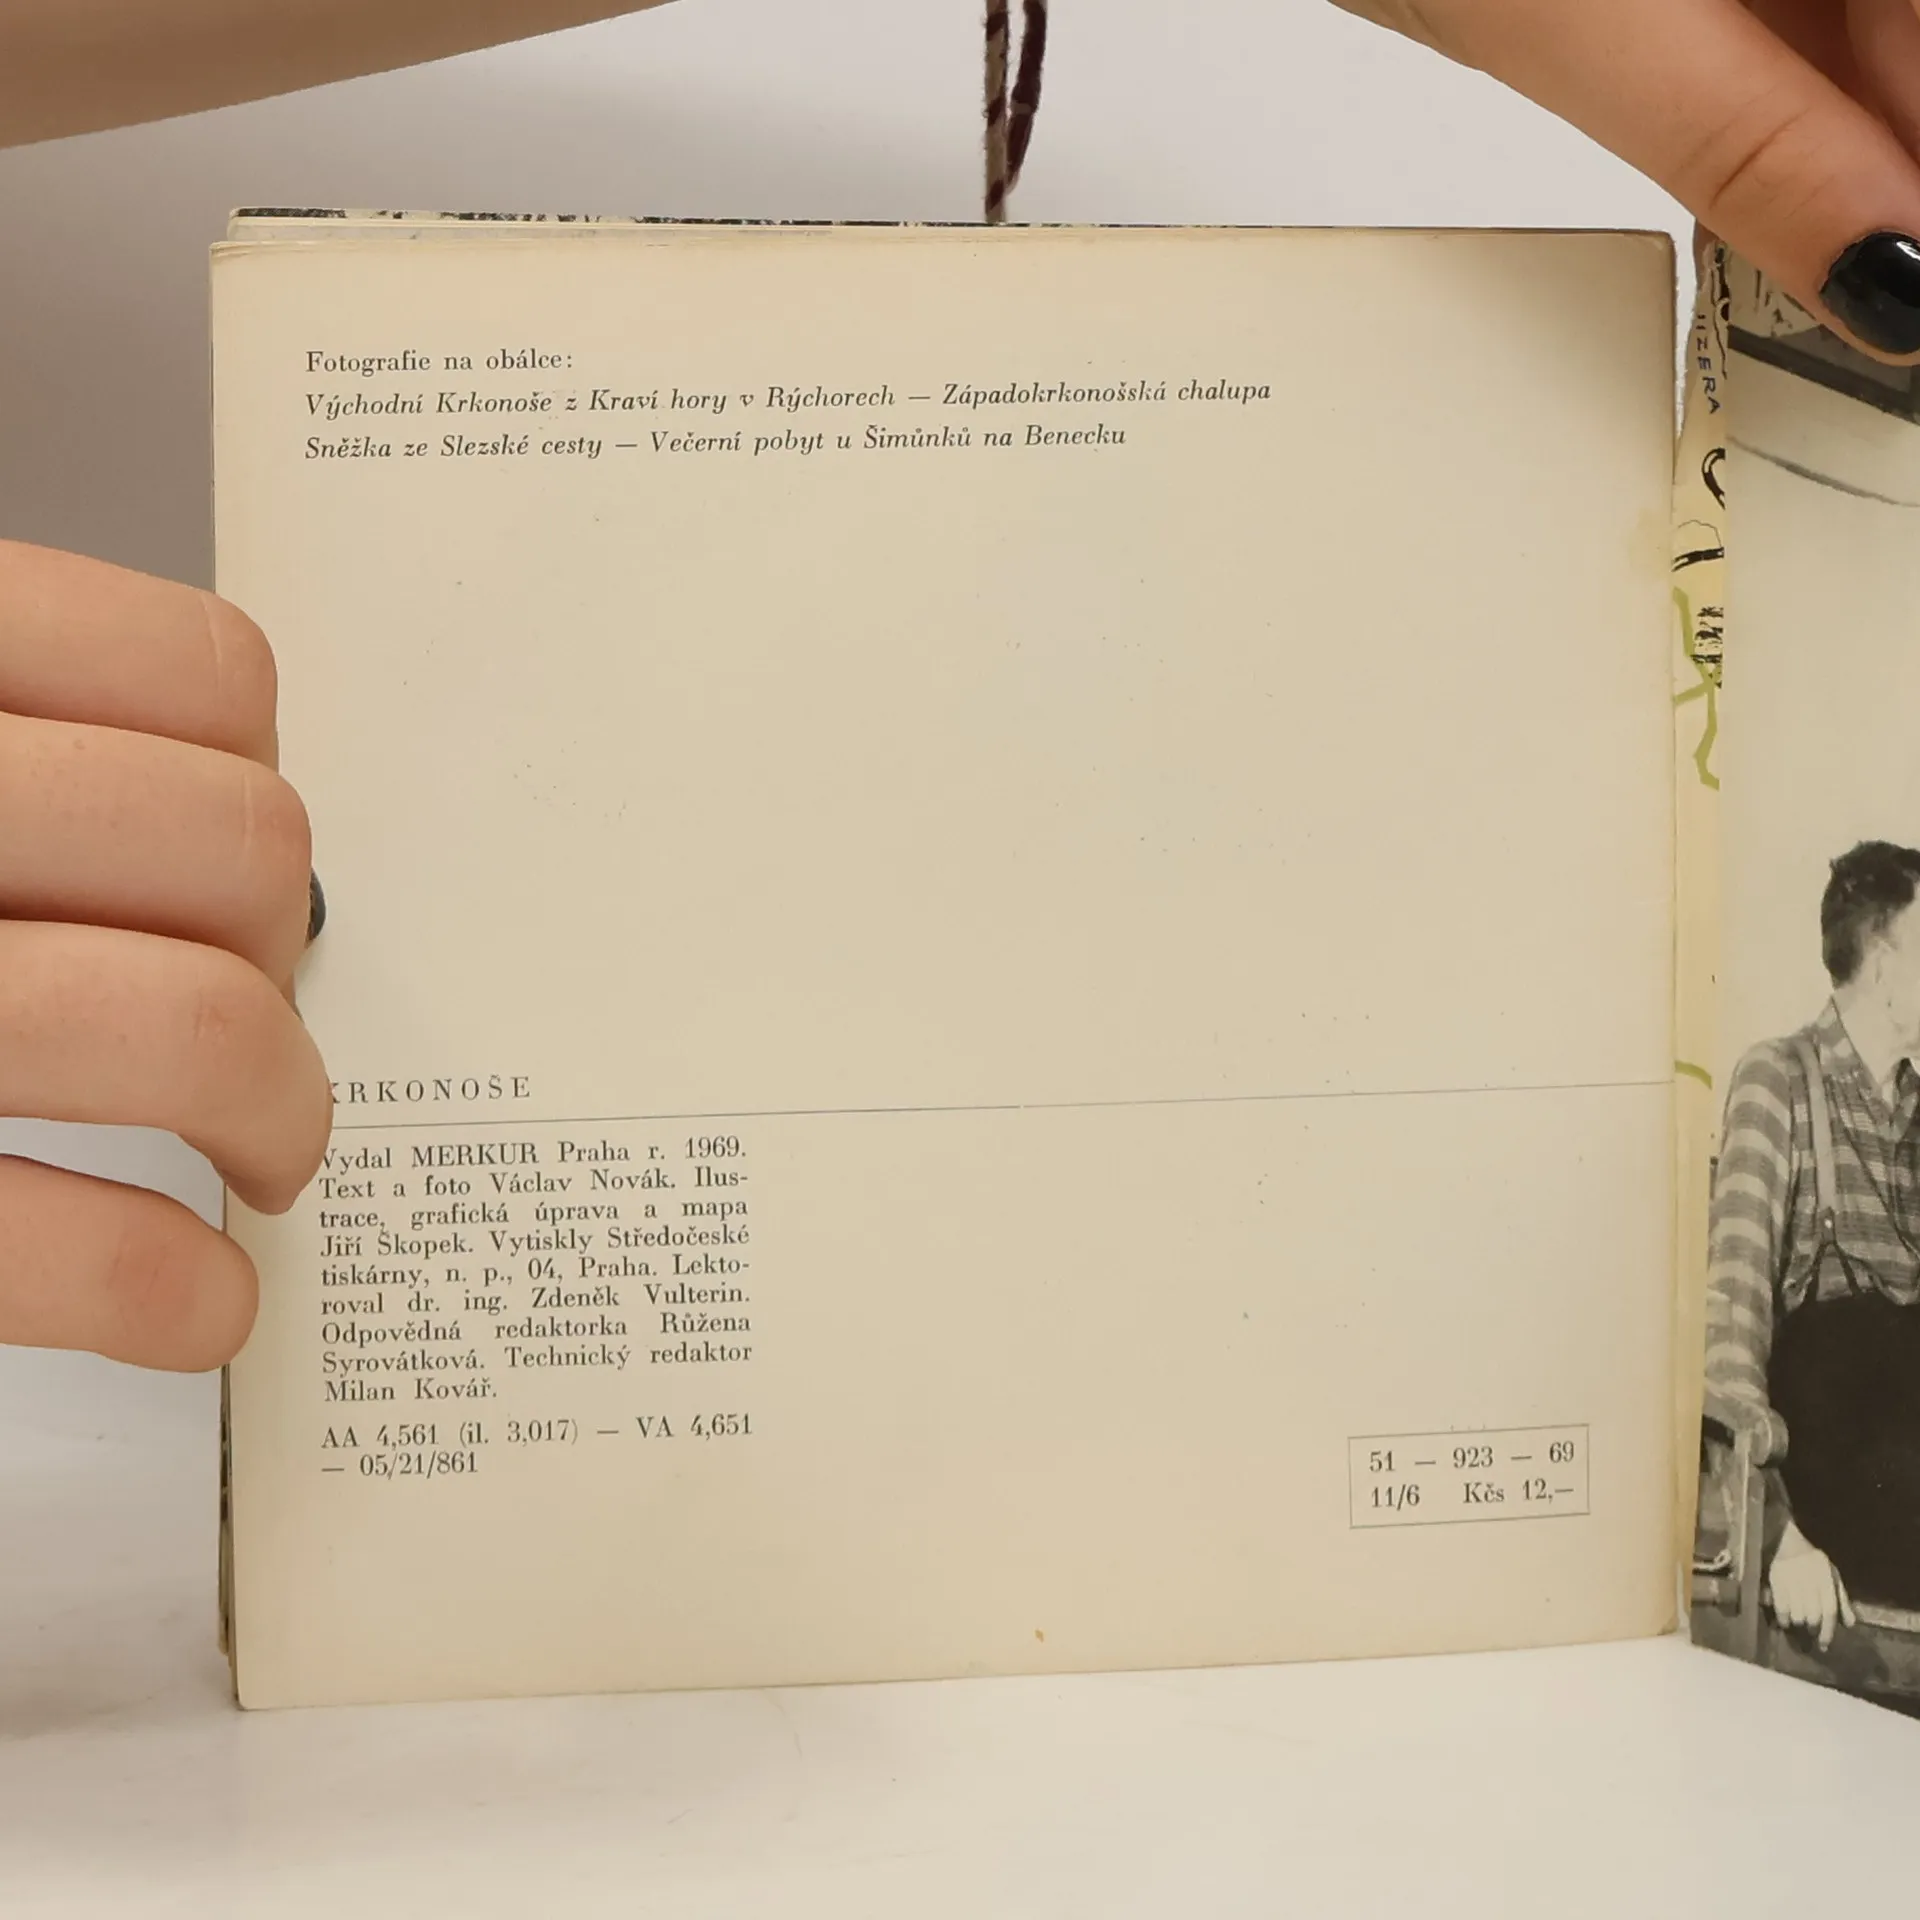 Fotografie na obálce:
Východní Krkonoše z Kraví hory v Rýchorech — Západokrkonošská chalupa
Sněžka ze Slezské cesty — Večerní pobyt u Šimůnků na Benecku
JIZERA
KRKONOŠE
Vydal MERKUR Praha r. 1969.
Text a foto Václav Novák. Ilus-
trace, grafická úprava a mapa
Jiří Škopek. Vytiskly Středočeské
tiskárny, n. p., 04, Praha. Lekto-
roval dr. ing. Zdeněk Vulterin.
Odpovědná redaktorka Růžena
Syrovátková. Technický redaktor
Milan Kovář.
AA 4,561 (il. 3,017) — VA 4,651
— 05/21/861
51 — 923 — 69
11/6 Kčs 12,—